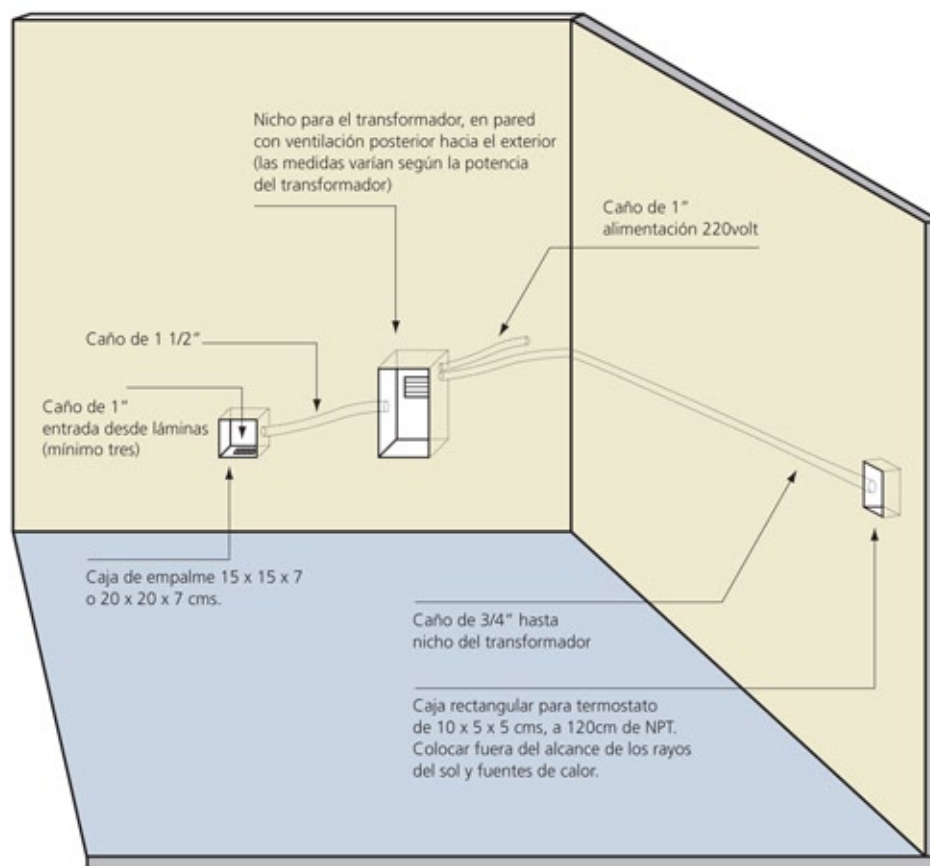 Nicho para el transformador, en pared
con ventilación posterior hacia el exterior
(las medidas varían según la potencia
del transformador)
Caño de 1"
alimentación 220volt
Caño de 1 1/2"
Caño de 1"
entrada desde láminas
(mínimo tres)
Caja de empalme 15 x 15 x 7
o 20 x 20 x 7 cms.
Caño de 3/4" hasta
nicho del transformador
Caja rectangular para termostato
de 10 x 5 x 5 cms, a 120cm de NPT.
Colocar fuera del alcance de los rayos
del sol y fuentes de calor.